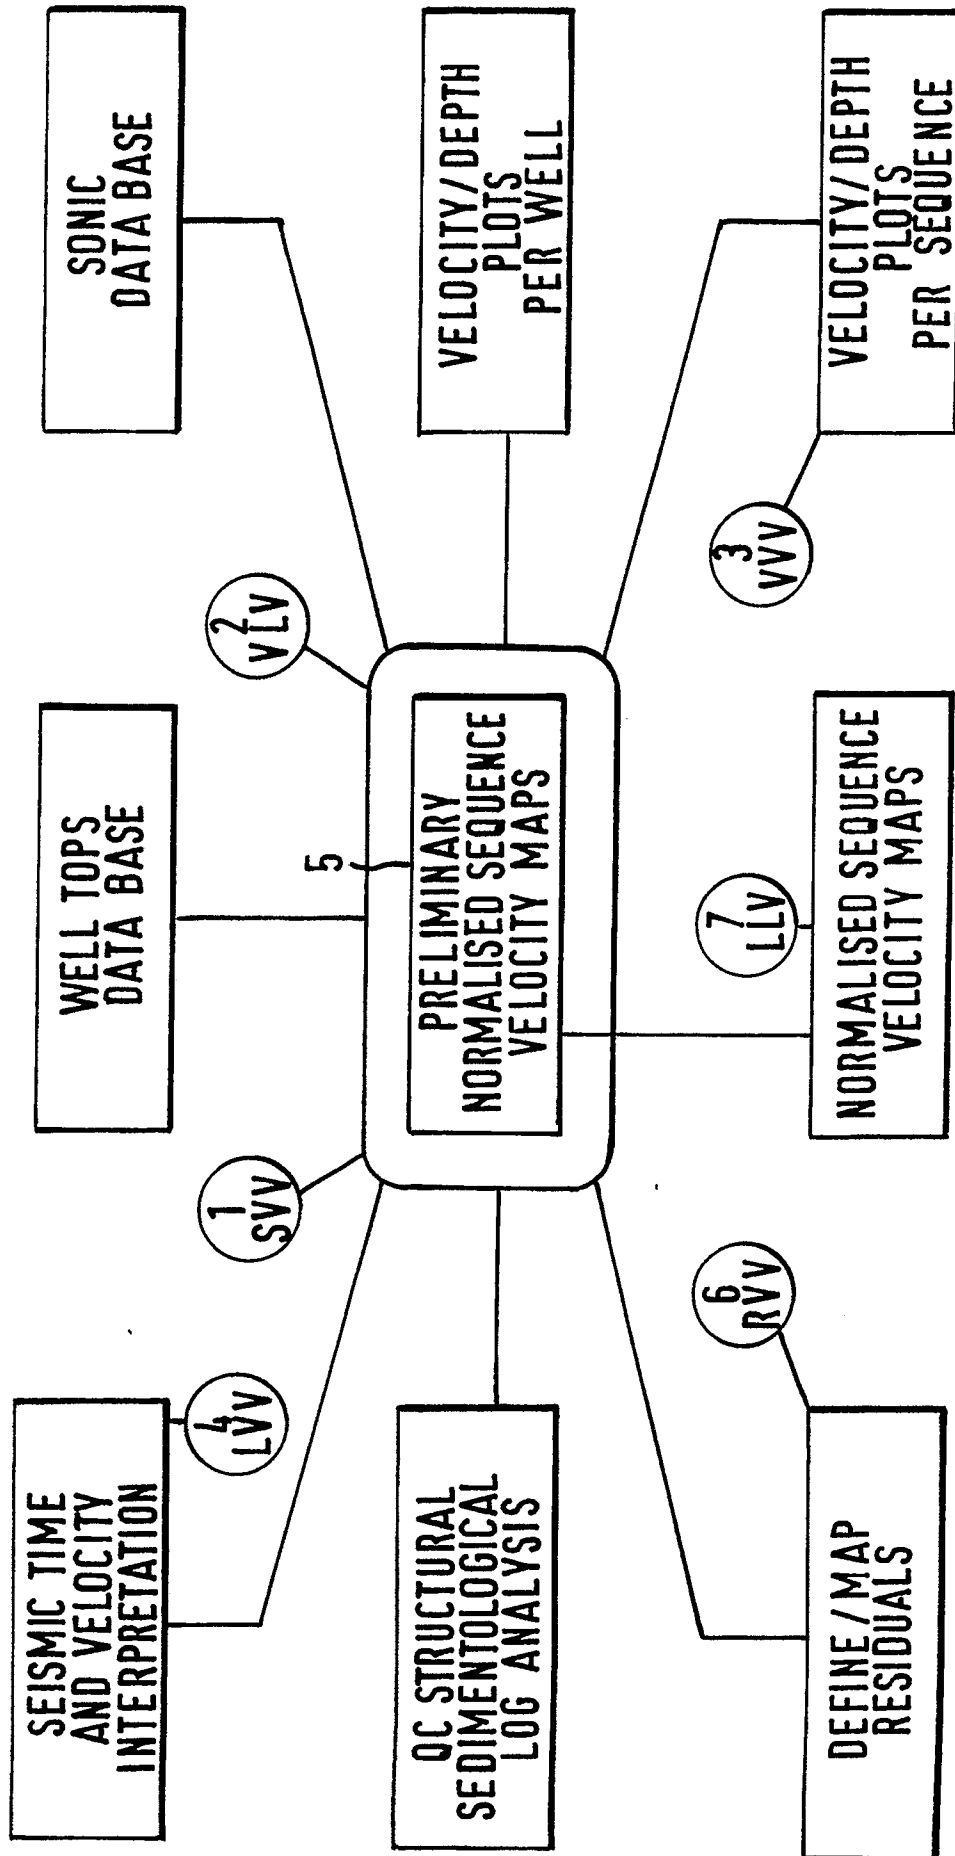 SEISMIC TIME
AND VELOCITY
INTERPRETATION
4
LVV
WELL TOPS
DATA BASE
SONIC
DATA BASE
1
SVV
2
VLV
QC STRUCTURAL
SEDIMENTOLOGICAL
LOG ANALYSIS
5
PRELIMINARY
NORMALISED SEQUENCE
VELOCITY MAPS
VELOCITY/DEPTH
PLOTS
PER WELL
6
RVV
7
LLV
3
VVV
DEFINE/MAP
RESIDUALS
NORMALISED SEQUENCE
VELOCITY MAPS
VELOCITY/DEPTH
PLOTS
PER SEQUENCE